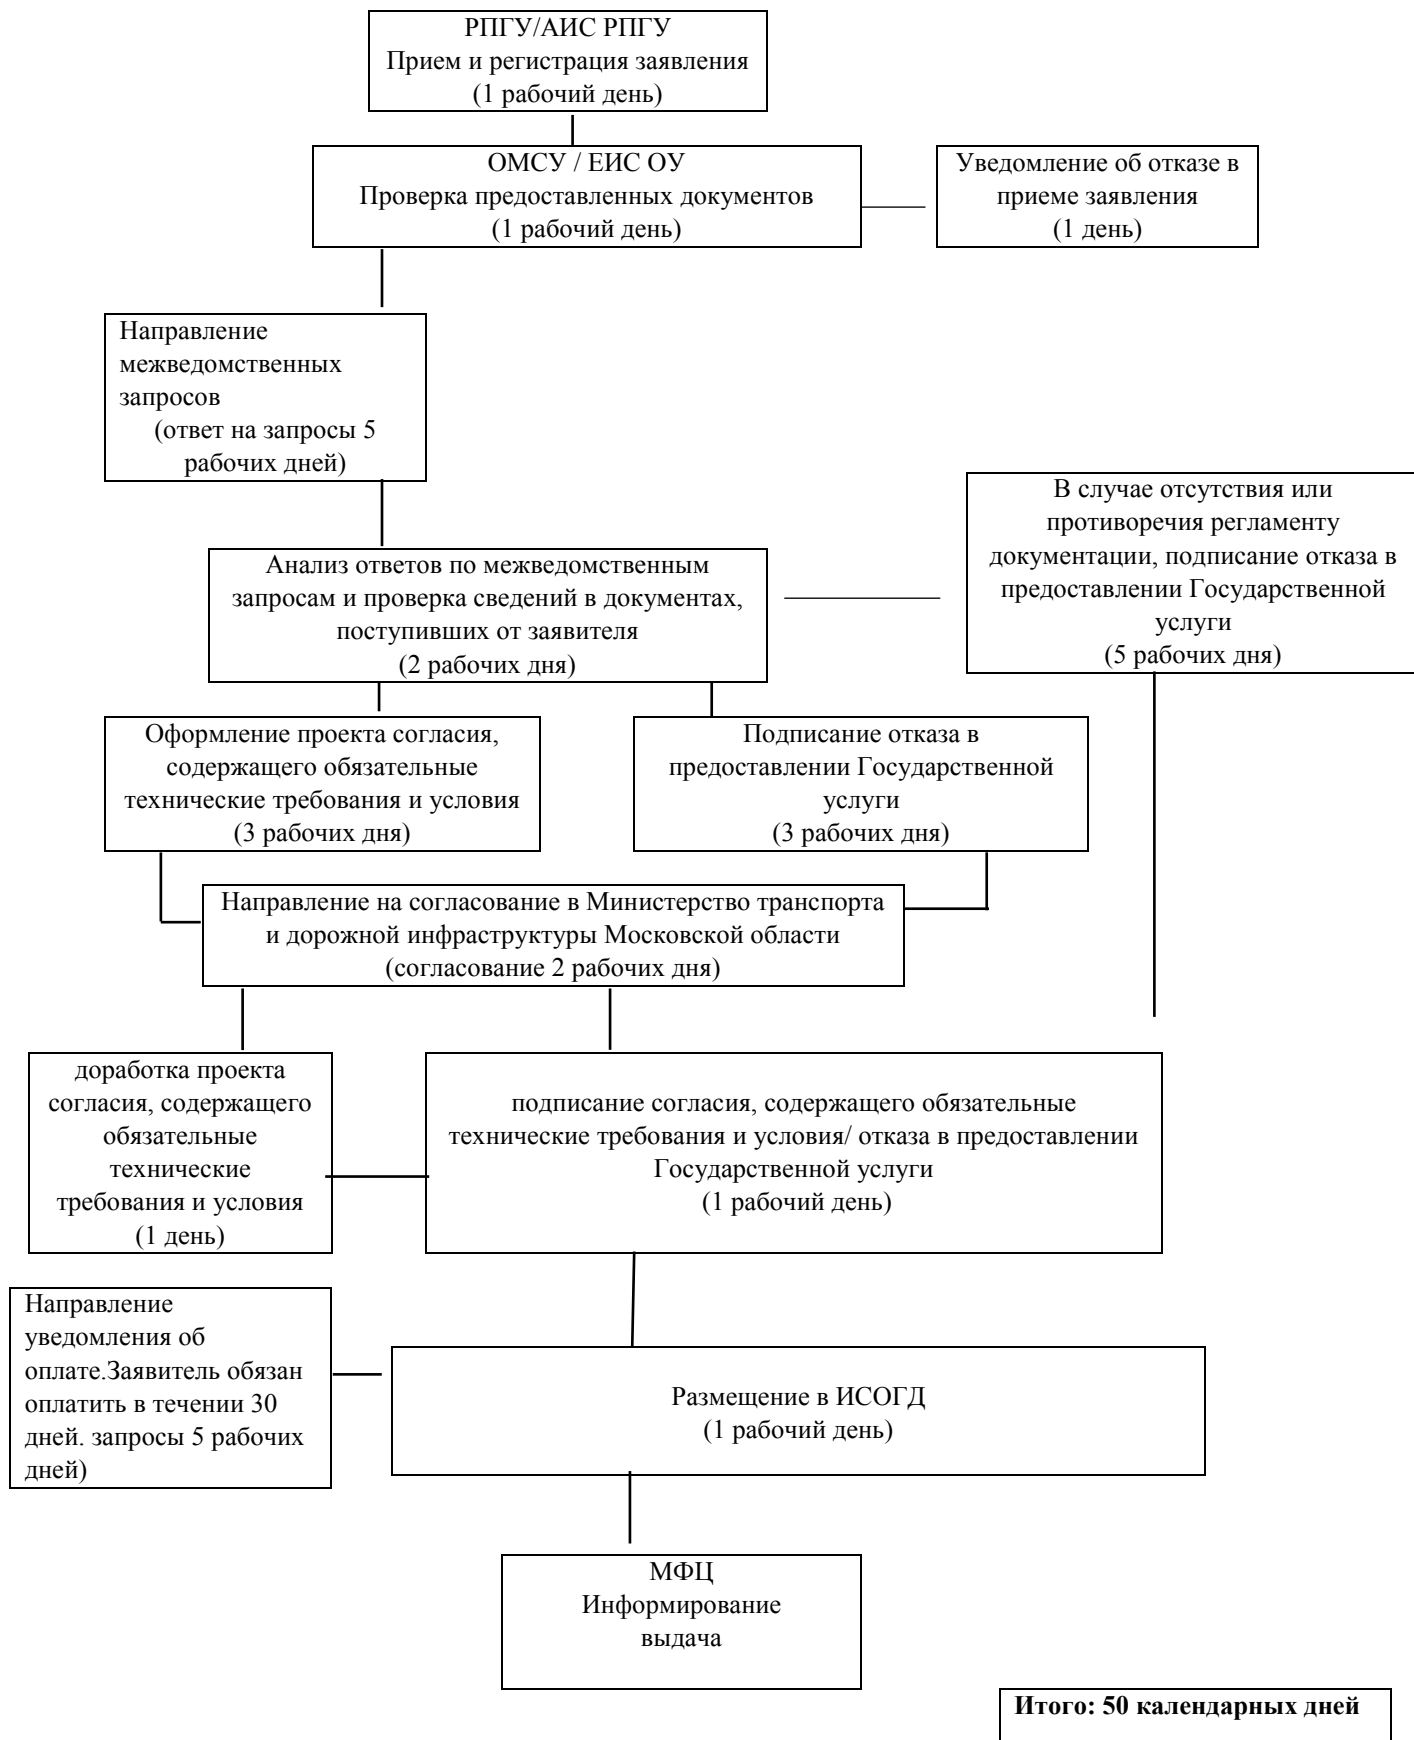 РПГУ/АИС РПГУ
Прием и регистрация заявления
(1 рабочий день)
ОМСУ / ЕИС ОУ
Проверка предоставленных документов
(1 рабочий день)
Уведомление об отказе в
приеме заявления
(1 день)
Направление
межведомственных
запросов
(ответ на запросы 5
рабочих дней)
В случае отсутствия или
противоречия регламенту
документации, подписание отказа в
предоставлении Государственной
услуги
(5 рабочих дня)
Анализ ответов по межведомственным
запросам и проверка сведений в документах,
поступивших от заявителя
(2 рабочих дня)
Оформление проекта согласия,
содержащего обязательные
технические требования и условия
(3 рабочих дня)
Подписание отказа в
предоставлении Государственной
услуги
(3 рабочих дня)
Направление на согласование в Министерство транспорта
и дорожной инфраструктуры Московской области
(согласование 2 рабочих дня)
доработка проекта
согласия, содержащего
обязательные
технические
требования и условия
(1 день)
подписание согласия, содержащего обязательные
технические требования и условия/ отказа в предоставлении
Государственной услуги
(1 рабочий день)
Направление
уведомления об
оплате.Заявитель обязан
оплатить в течении 30
дней. запросы 5 рабочих
дней)
Размещение в ИСОГД
(1 рабочий день)
МФЦ
Информирование
выдача
Итого: 50 календарных дней